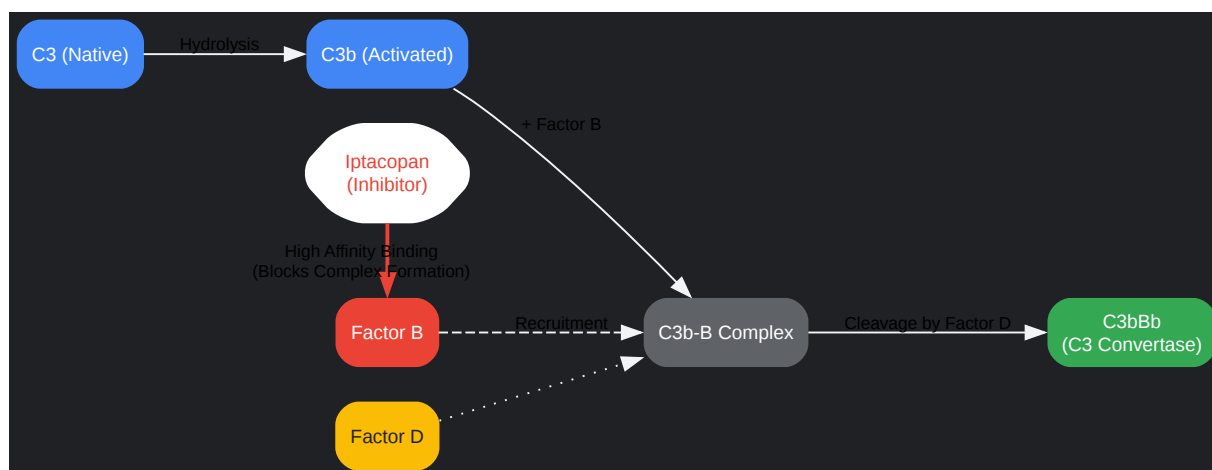 C3 (Native)
Hydrolysis
C3b (Activated)
+ Factor B
Iptacopan
(Inhibitor)
High Affinity Binding
(Blocks Complex Formation)
Factor B
Recruitment
C3b-B Complex
Cleavage by Factor D
C3bBb
(C3 Convertase)
Factor D